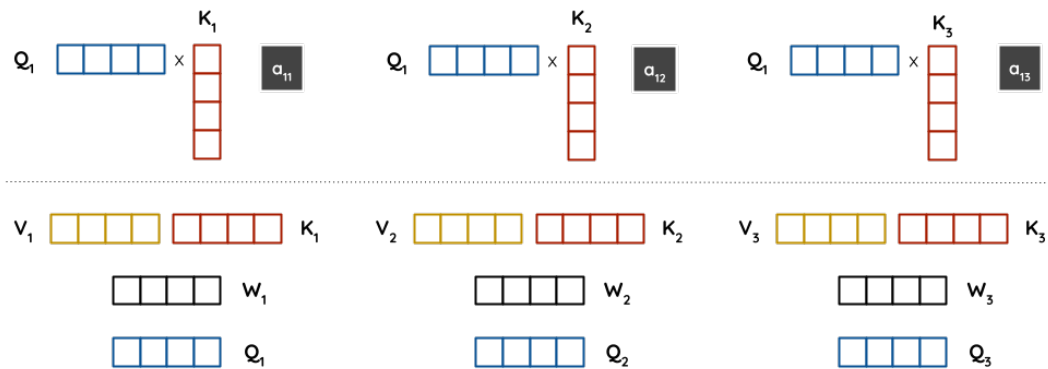 K₁ K₂ K₃
Q₁ × a₁₁ Q₁ × a₁₂ Q₁ × a₁₃
V₁ K₁ V₂ K₂ V₃ K₃
W₁ W₂ W₃
Q₁ Q₂ Q₃